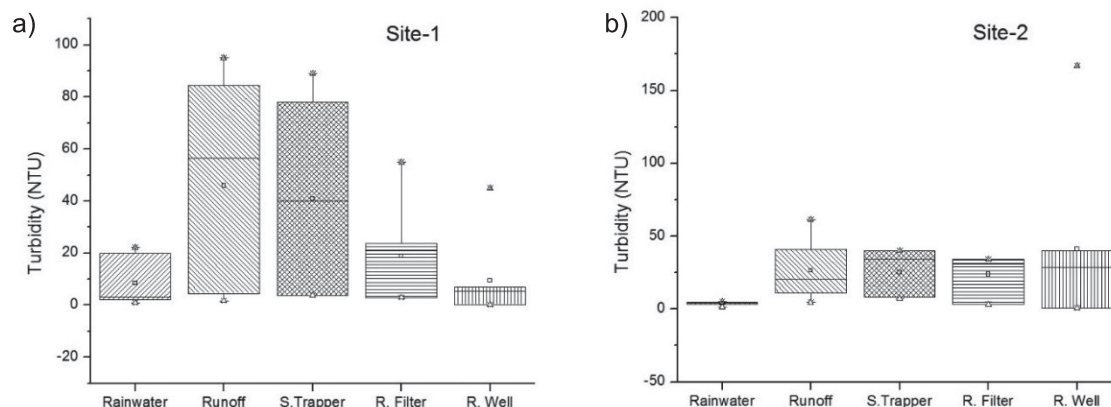 a)
Site-1
Turbidity (NTU)
100
80
60
40
20
0
-20
Rainwater Runoff S.Trapper R. Filter R. Well
b)
Site-2
Turbidity (NTU)
200
150
100
50
0
-50
Rainwater Runoff S.Trapper R. Filter R. Well